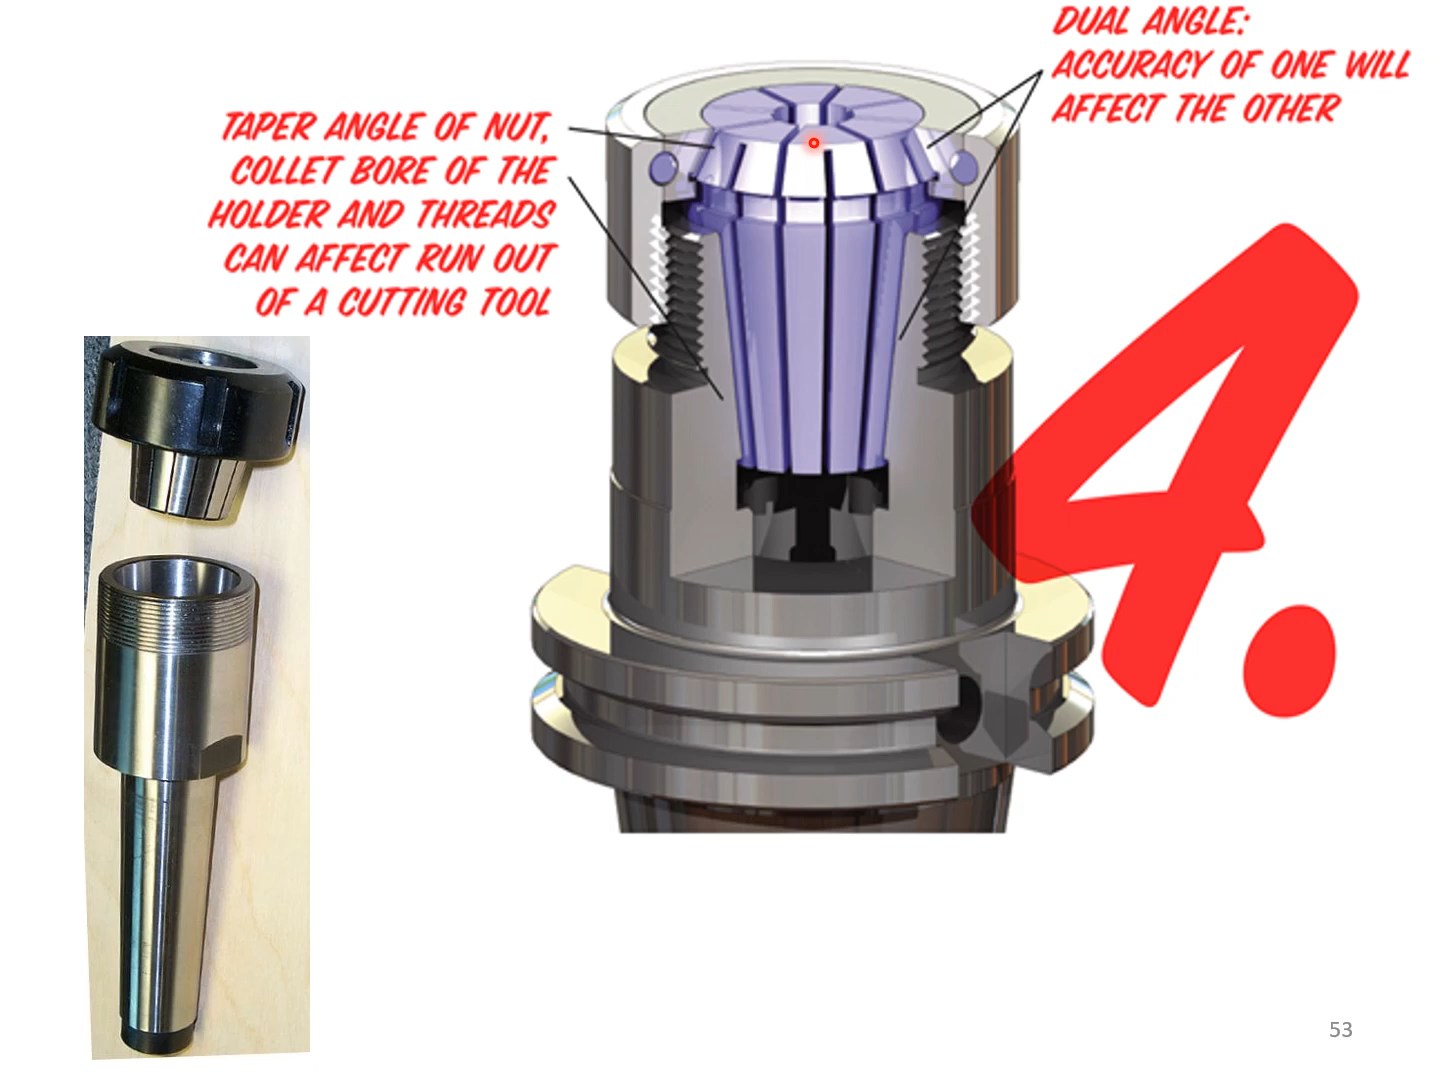 DUAL ANGLE:
ACCURACY OF ONE WILL
AFFECT THE OTHER
TAPER ANGLE OF NUT,
COLLET BORE OF THE
HOLDER AND THREADS
CAN AFFECT RUN OUT
OF A CUTTING TOOL
4.
53